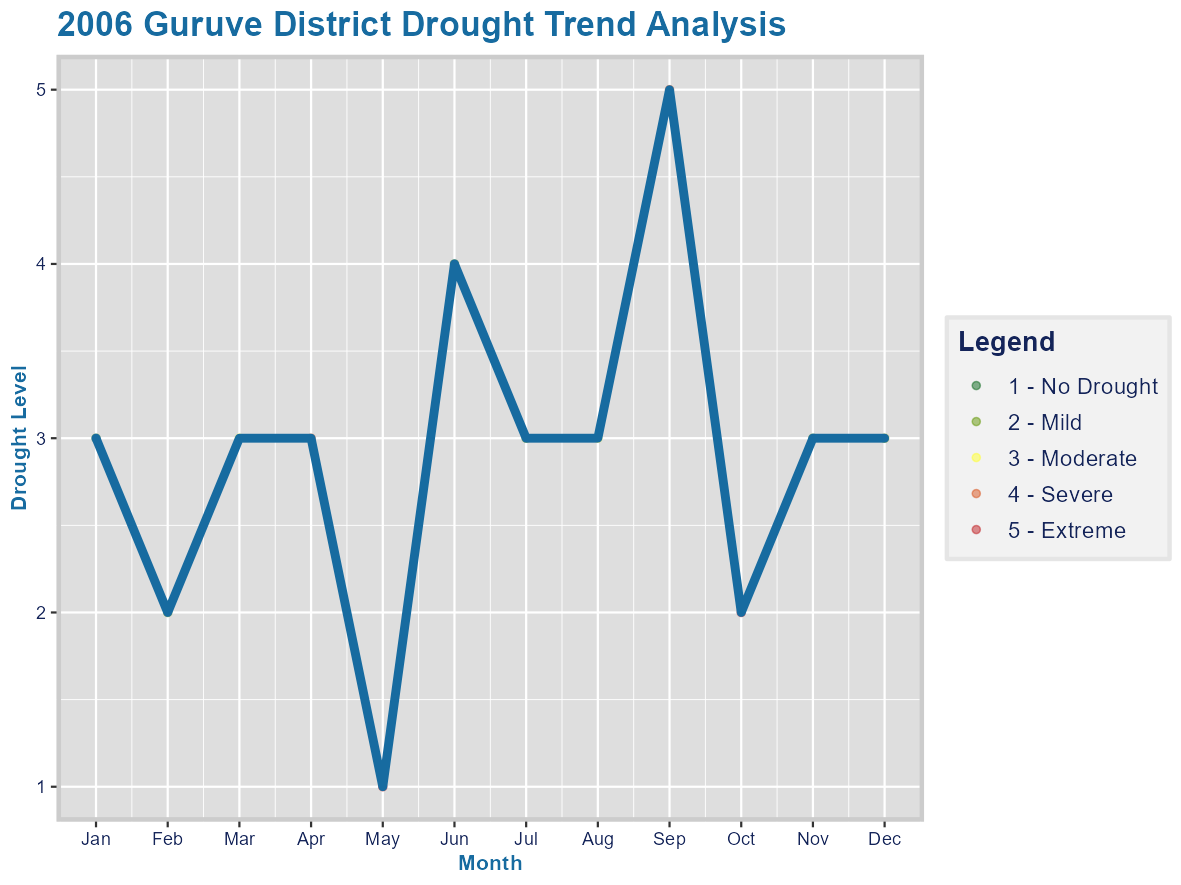 2006 Guruve District Drought Trend Analysis
Drought Level
5
4
3
2
1
Jan Feb Mar Apr May Jun Jul Aug Sep Oct Nov Dec
Month
Legend
1 - No Drought
2 - Mild
3 - Moderate
4 - Severe
5 - Extreme